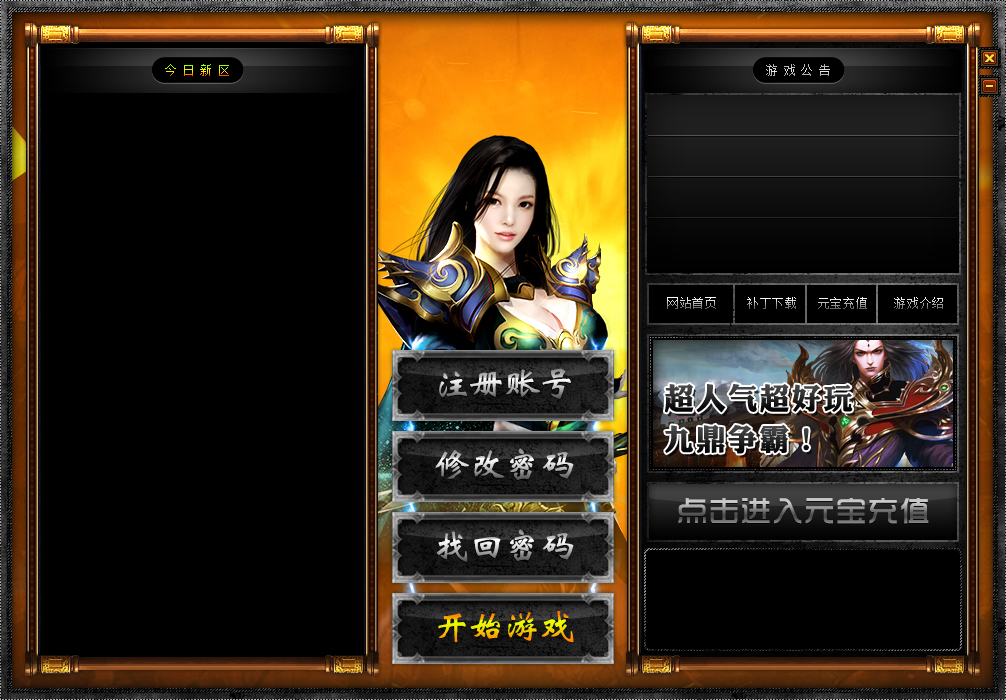 今日新区
注册账号
修改密码
找回密码
开始游戏
游戏公告
网站首页 补丁下载 元宝充值 游戏介绍
超人气超好玩
九鼎争霸！
点击进入元宝充值